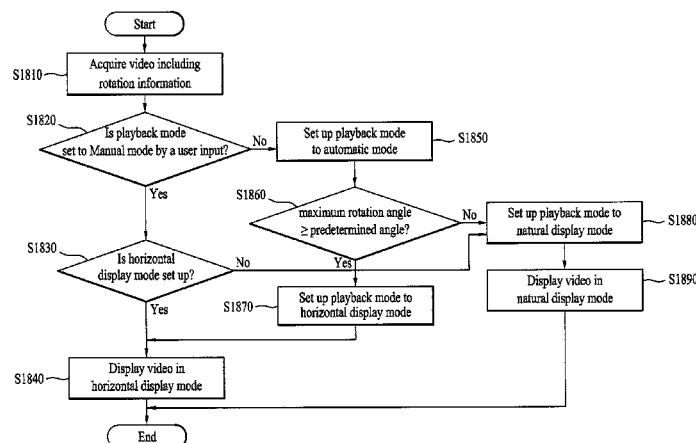 Start
S1810
Acquire video including
rotation information
S1820
Is playback mode
set to Manual mode by a user input?
No
Yes
Set up playback mode
to automatic mode
S1850
S1860
maximum rotation angle
≥ predetermined angle?
No
Yes
Set up playback mode to
natural display mode
S1880
S1830
Is horizontal
display mode set up?
No
Yes
S1870
Set up playback mode to
horizontal display mode
Display video in
natural display mode
S1890
S1840
Display video in
horizontal display mode
End